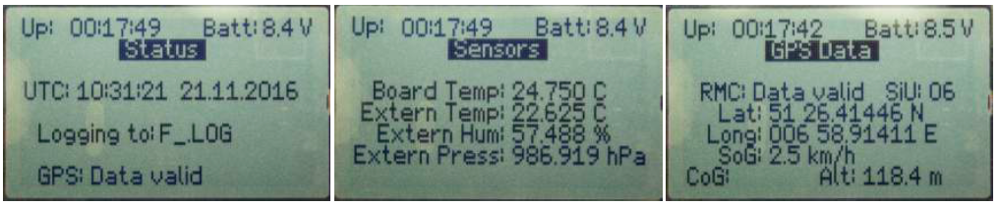 Up: 00:17:49 Batt: 8.4 V
Status
UTC: 10:31:21 21.11.2016
Logging to: F_.LOG
GPS: Data valid
Up: 00:17:49 Batt: 8.4 V
Sensors
Board Temp: 24.750 C
Extern Temp: 22.625 C
Extern Hum: 57.488 %
Extern Press: 986.919 hPa
Up: 00:17:42 Batt: 8.5 V
GPS Data
RMC: Data valid SiU: 06
Lat: 51 26.41446 N
Long: 006 58.91411 E
SoG: 2.5 km/h
CoG: Alt: 118.4 m